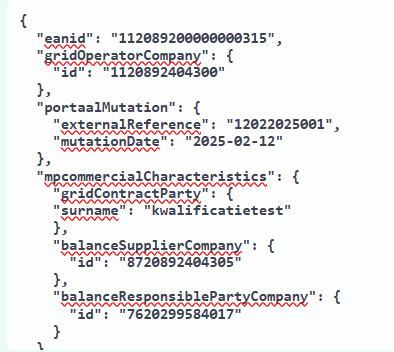 {
"eanid": "112089200000000315",
"gridOperatorCompany": {
"id": "1120892404300"
},
"portaalMutation": {
"externalReference": "12022025001",
"mutationDate": "2025-02-12"
},
"mpcommercialCharacteristics": {
"gridContractParty": {
"surname": "kwalificatietest"
},
"balanceSupplierCompany": {
"id": "8720892404305"
},
"balanceResponsiblePartyCompany": {
"id": "7620299584017"
}
}